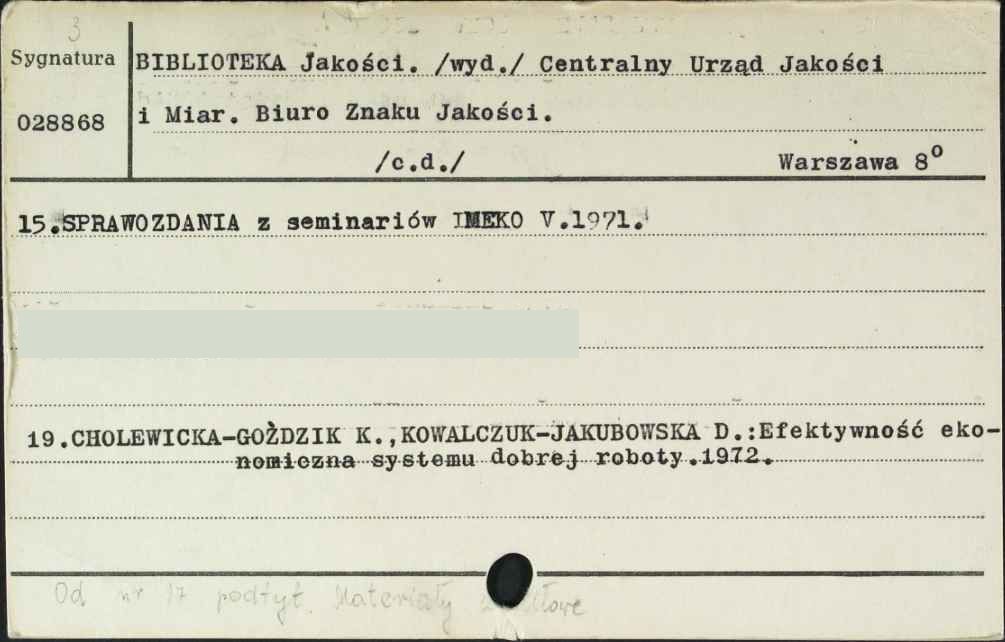 3
Sygnatura
028868
BIBLIOTEKA Jakości. /wyd./ Centralny Urząd Jakości
i Miar. Biuro Znaku Jakości.
/c.d./ Warszawa 8°
15.SPRAWOZDANIA z seminariów IMEKO V.1971.
19.CHOLEWICKA-GOŹDZIK K.,KOWALCZUK-JAKUBOWSKA D.:Efektywność eko-
nomiczna systemu dobrej roboty.1972.
Od nr 17 podtyt. Materiały